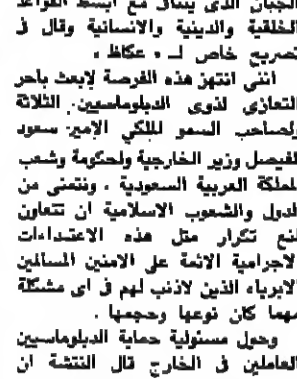 الجبان الذي يتنافى مع ابسط القواعد
الخلقية والدينية والانسانية وقال في
تصريح خاص لـ « عكاظ »
انني انتهز هذه الفرصة لابعث باحر
التعازي لذوي الدبلوماسيين الثلاثة
لصاحب السمو الملكي الامير سعود
الفيصل وزير الخارجية ولحكومة وشعب
المملكة العربية السعودية ، ونتمنى من
الدول والشعوب الاسلامية ان تتعاون
لمنع تكرار مثل هذه الاعتداءات
الاجرامية الاثمة على الامنين المسالمين
الابرياء الذين لاذنب لهم في اي مشكلة
مهما كان نوعها وحجمها .
وحول مسئولية حماية الدبلوماسيين
العاملين في الخارج قال النتشة ان